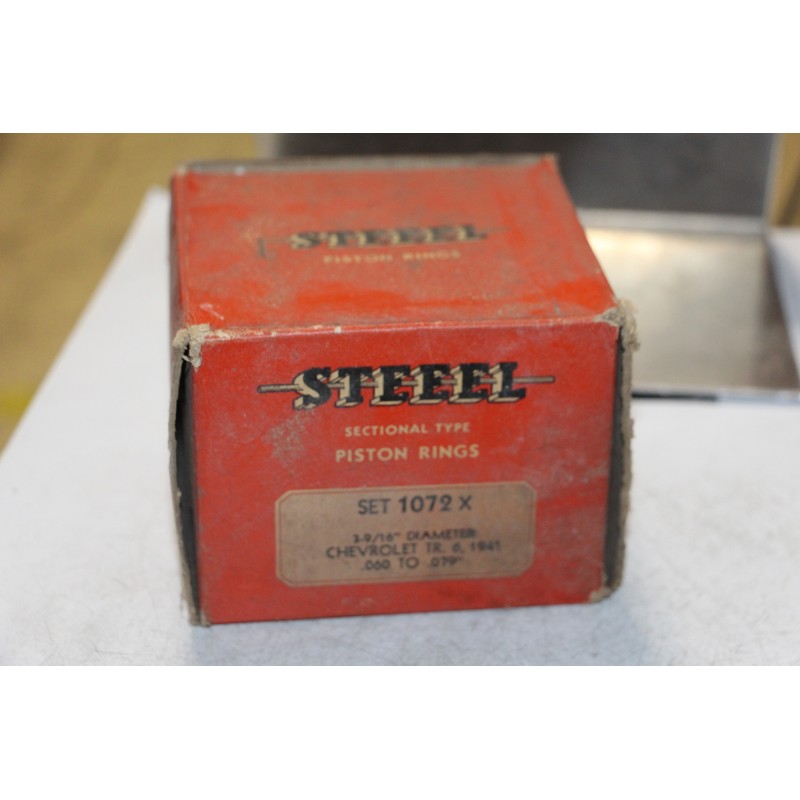 STEEEL
PISTON RINGS
STEEEL
SECTIONAL TYPE
PISTON RINGS
SET 1072 X
3-9/16" DIAMETER
CHEVROLET TR. 6, 1941
.060 TO .079"